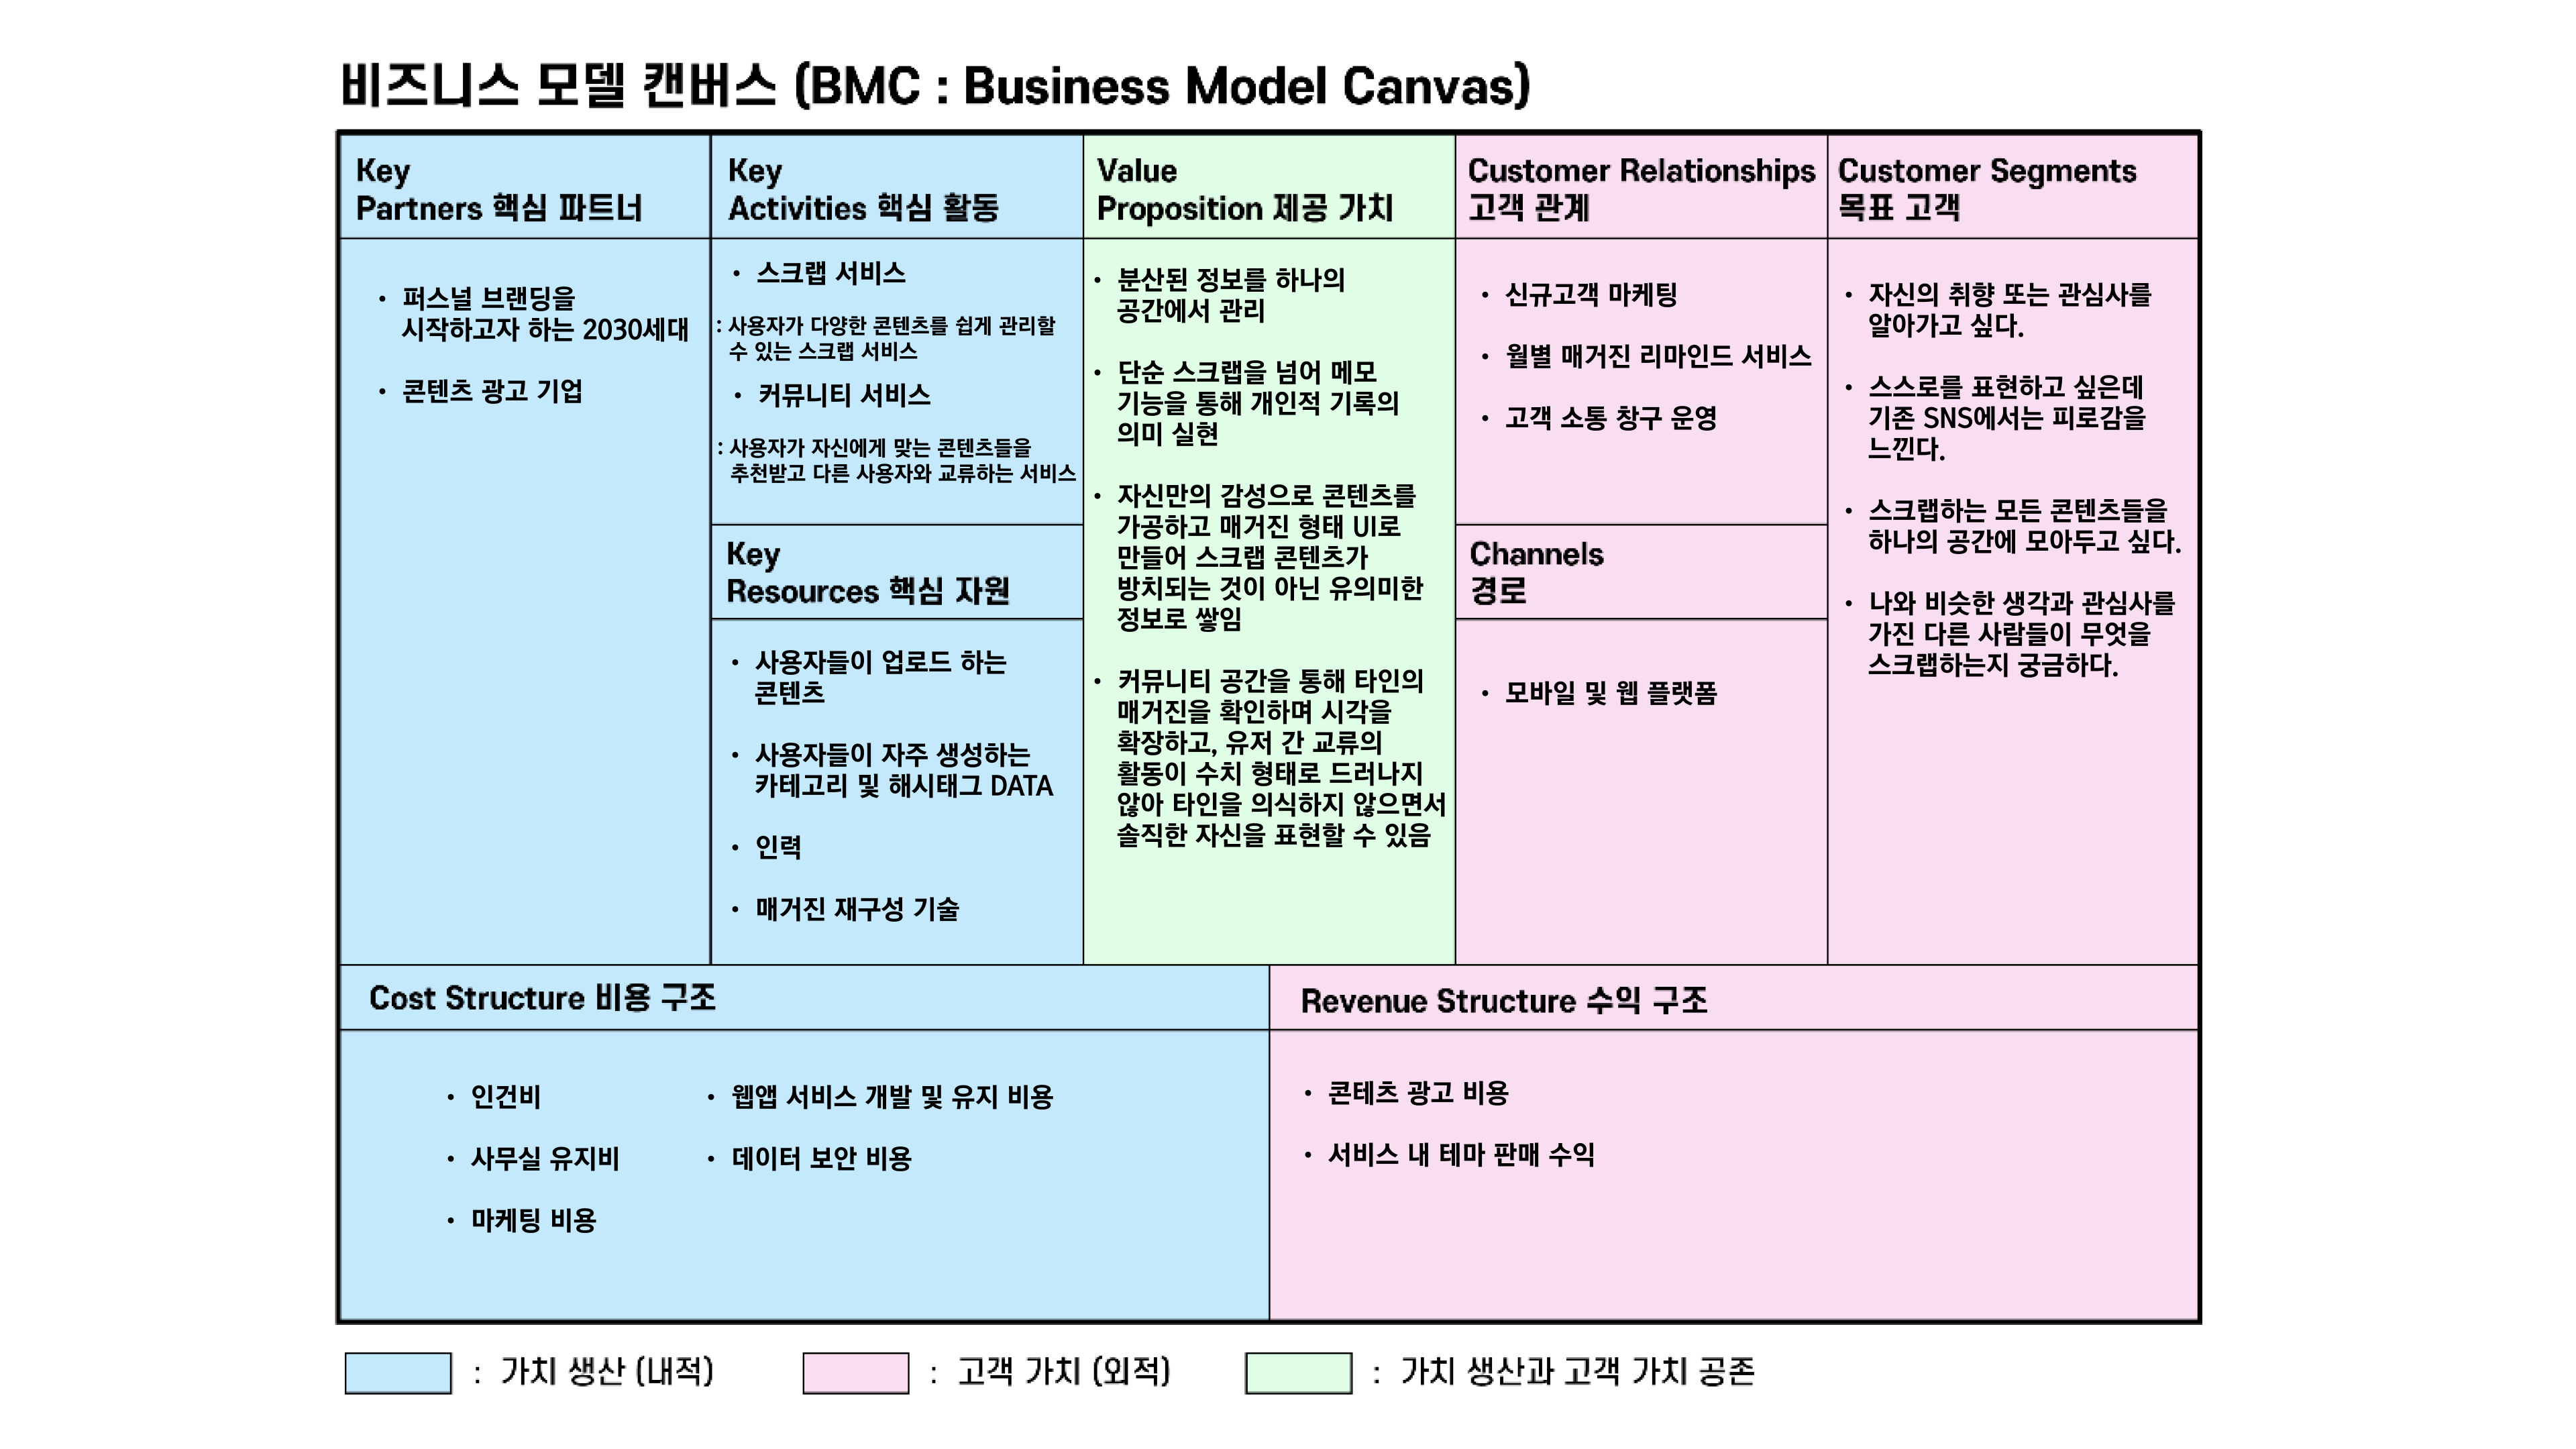 비즈니스 모델 캔버스 (BMC : Business Model Canvas)
Key
Partners 핵심 파트너
• 퍼스널 브랜딩을
시작하고자 하는 2030세대
• 콘텐츠 광고 기업
Key
Activities 핵심 활동
• 스크랩 서비스
: 사용자가 다양한 콘텐츠를 쉽게 관리할
수 있는 스크랩 서비스
• 커뮤니티 서비스
: 사용자가 자신에게 맞는 콘텐츠들을
추천받고 다른 사용자와 교류하는 서비스
Key
Resources 핵심 자원
• 사용자들이 업로드 하는
콘텐츠
• 사용자들이 자주 생성하는
카테고리 및 해시태그 DATA
• 인력
• 매거진 재구성 기술
Value
Proposition 제공 가치
• 분산된 정보를 하나의
공간에서 관리
• 단순 스크랩을 넘어 메모
기능을 통해 개인적 기록의
의미 실현
• 자신만의 감성으로 콘텐츠를
가공하고 매거진 형태 UI로
만들어 스크랩 콘텐츠가
방치되는 것이 아닌 유의미한
정보로 쌓임
• 커뮤니티 공간을 통해 타인의
매거진을 확인하며 시각을
확장하고, 유저 간 교류의
활동이 수치 형태로 드러나지
않아 타인을 의식하지 않으면서
솔직한 자신을 표현할 수 있음
Customer Relationships
고객 관계
• 신규고객 마케팅
• 월별 매거진 리마인드 서비스
• 고객 소통 창구 운영
Channels
경로
• 모바일 및 웹 플랫폼
Customer Segments
목표 고객
• 자신의 취향 또는 관심사를
알아가고 싶다.
• 스스로를 표현하고 싶은데
기존 SNS에서는 피로감을
느낀다.
• 스크랩하는 모든 콘텐츠들을
하나의 공간에 모아두고 싶다.
• 나와 비슷한 생각과 관심사를
가진 다른 사람들이 무엇을
스크랩하는지 궁금하다.
Cost Structure 비용 구조
• 인건비
• 사무실 유지비
• 마케팅 비용
• 웹앱 서비스 개발 및 유지 비용
• 데이터 보안 비용
Revenue Structure 수익 구조
• 콘테츠 광고 비용
• 서비스 내 테마 판매 수익
: 가치 생산 (내적)
: 고객 가치 (외적)
: 가치 생산과 고객 가치 공존